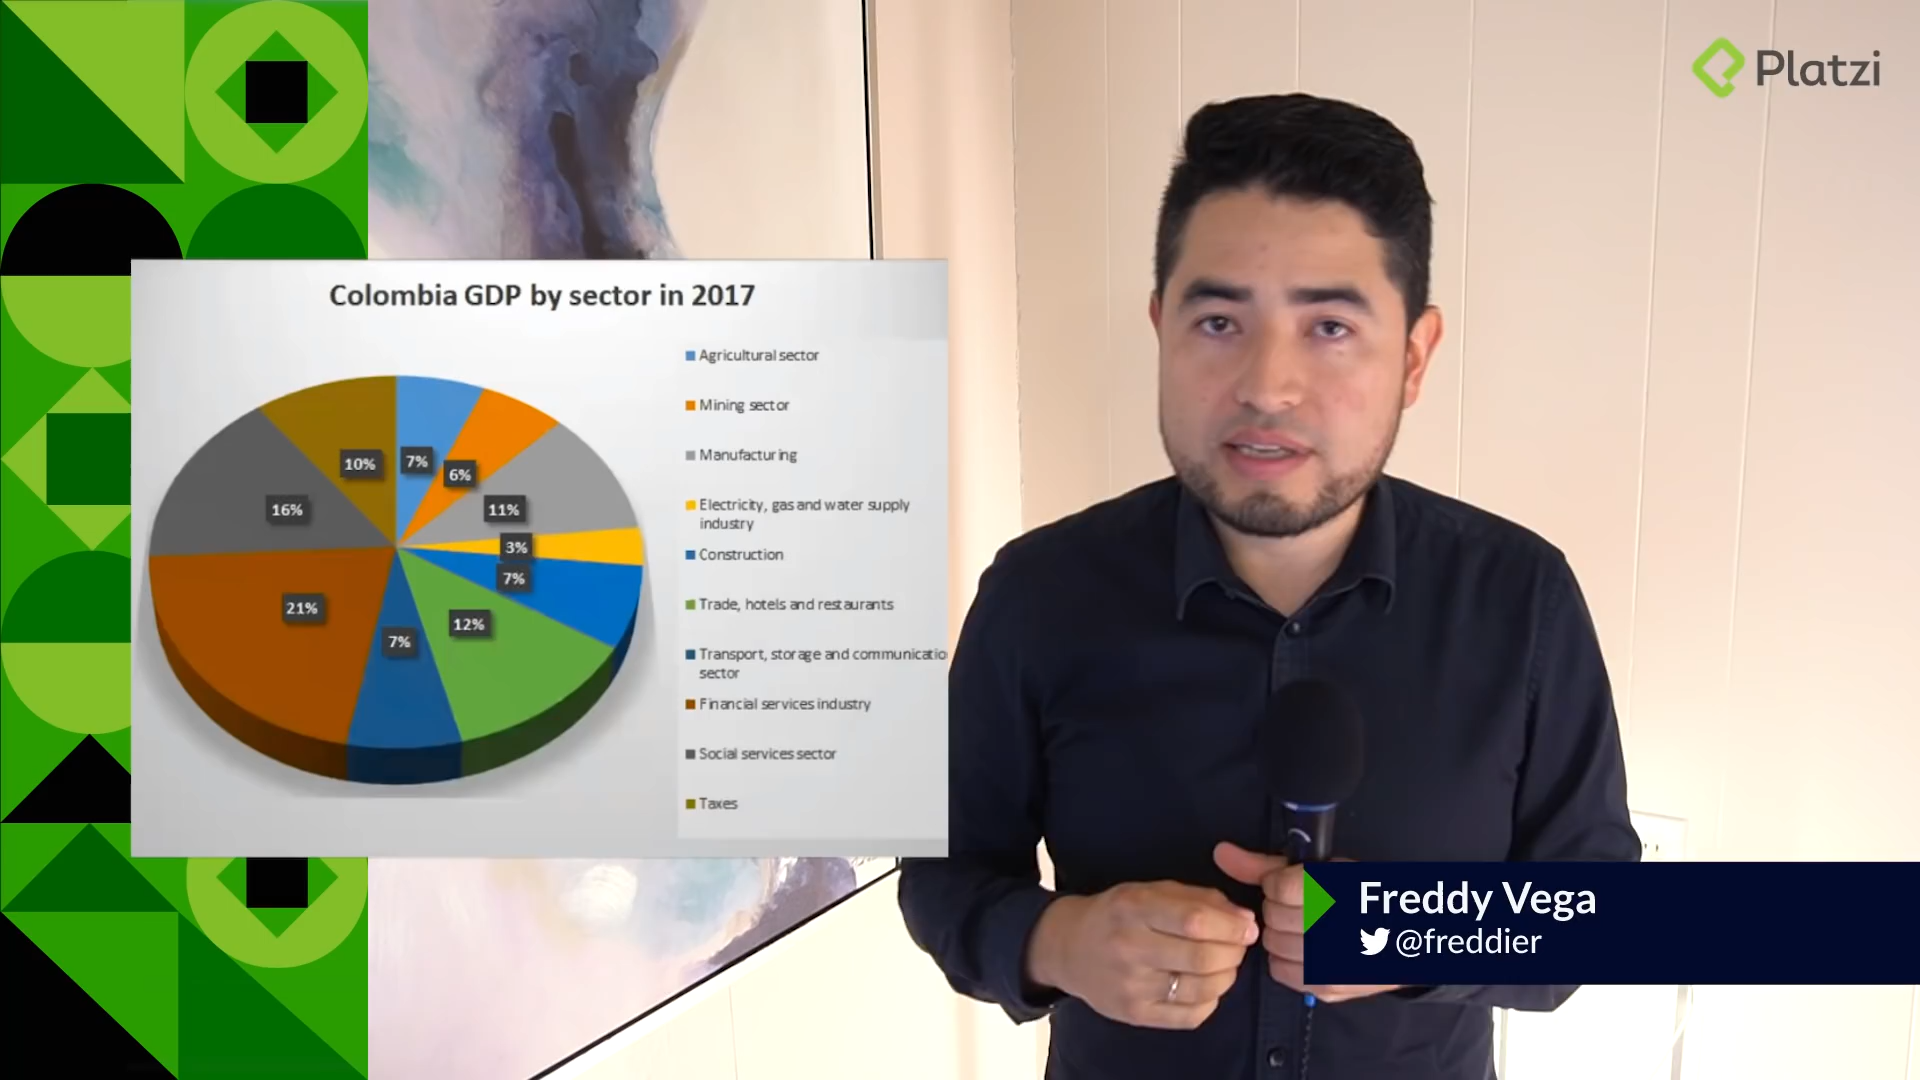 Platzi
Colombia GDP by sector in 2017
Agricultural sector
Mining sector
Manufacturing
Electricity, gas and water supply
industry
Construction
Trade, hotels and restaurants
Transport, storage and communicatio
sector
Financial services industry
Social services sector
Taxes
10%
7%
6%
16%
11%
3%
7%
21%
12%
7%
Freddy Vega
@freddier